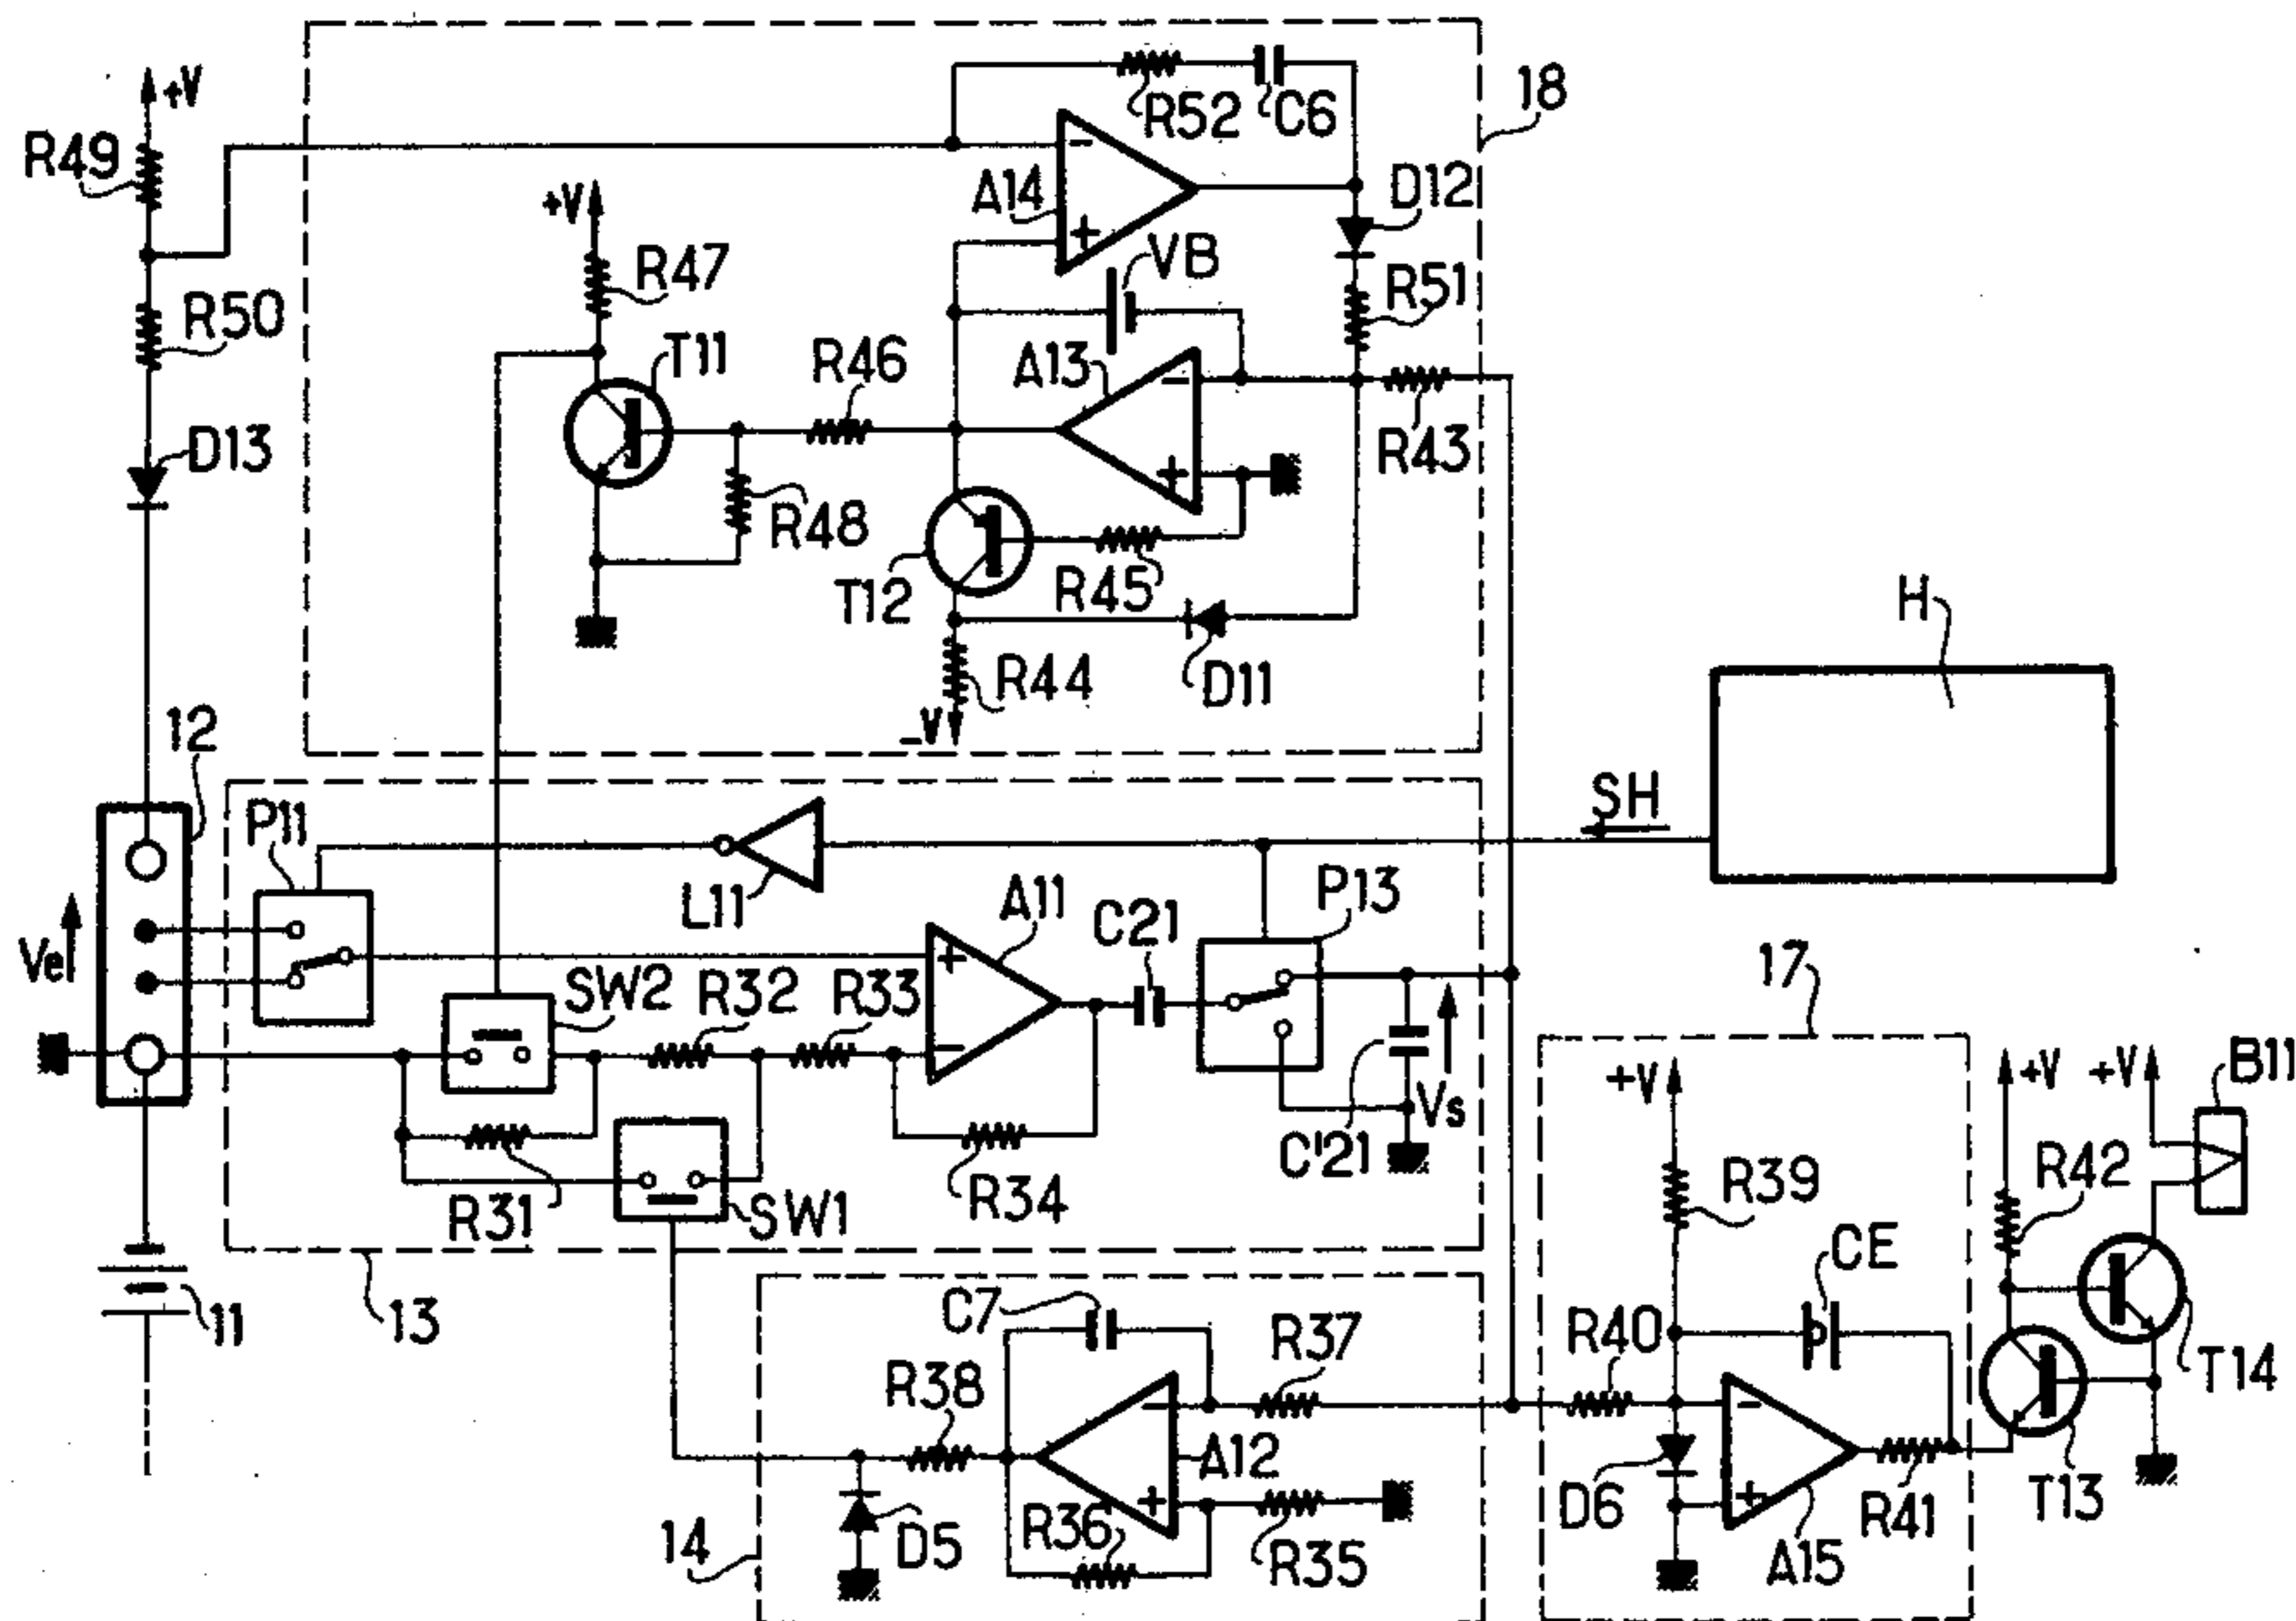 +V
R49
R50
D13
12
Vel
P11
11
13
R52
C6
18
A14
D12
+V
R47
VB
R51
T11
R46
A13
R43
R48
T12
R45
R44
D11
-V
H
SH
L11
A11
C21
P13
SW2
R32
R33
R31
SW1
R34
C'21
Vs
17
+V
+V
+V
B11
R39
R42
CE
R40
T14
T13
D6
A15
R41
14
C7
R37
R38
A12
D5
R36
R35